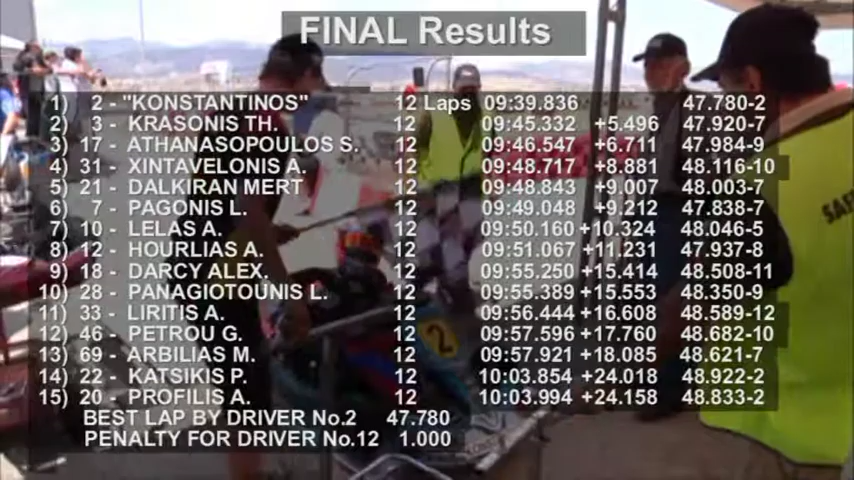 FINAL Results
1) 2 - "KONSTANTINOS" 12 Laps 09:39.836 47.780-2
2) 3 - KRASONIS TH. 12 09:45.332 +5.496 47.920-7
3) 17 - ATHANASOPOULOS S. 12 09:46.547 +6.711 47.984-9
4) 31 - XINTAVELONIS A. 12 09:48.717 +8.881 48.116-10
5) 21 - DALKIRAN MERT 12 09:48.843 +9.007 48.003-7
6) 7 - PAGONIS L. 12 09:49.048 +9.212 47.838-7
7) 10 - LELAS A. 12 09:50.160 +10.324 48.046-5
8) 12 - HOURLIAS A. 12 09:51.067 +11.231 47.937-8
9) 18 - DARCY ALEX. 12 09:55.250 +15.414 48.508-11
10) 28 - PANAGIOTOUNIS L. 12 09:55.389 +15.553 48.350-9
11) 33 - LIRITIS A. 12 09:56.444 +16.608 48.589-12
12) 46 - PETROU G. 12 09:57.596 +17.760 48.682-10
13) 69 - ARBILIAS M. 12 09:57.921 +18.085 48.621-7
14) 22 - KATSIKIS P. 12 10:03.854 +24.018 48.922-2
15) 20 - PROFILIS A. 12 10:03.994 +24.158 48.833-2
BEST LAP BY DRIVER No.2 47.780
PENALTY FOR DRIVER No.12 1.000
2